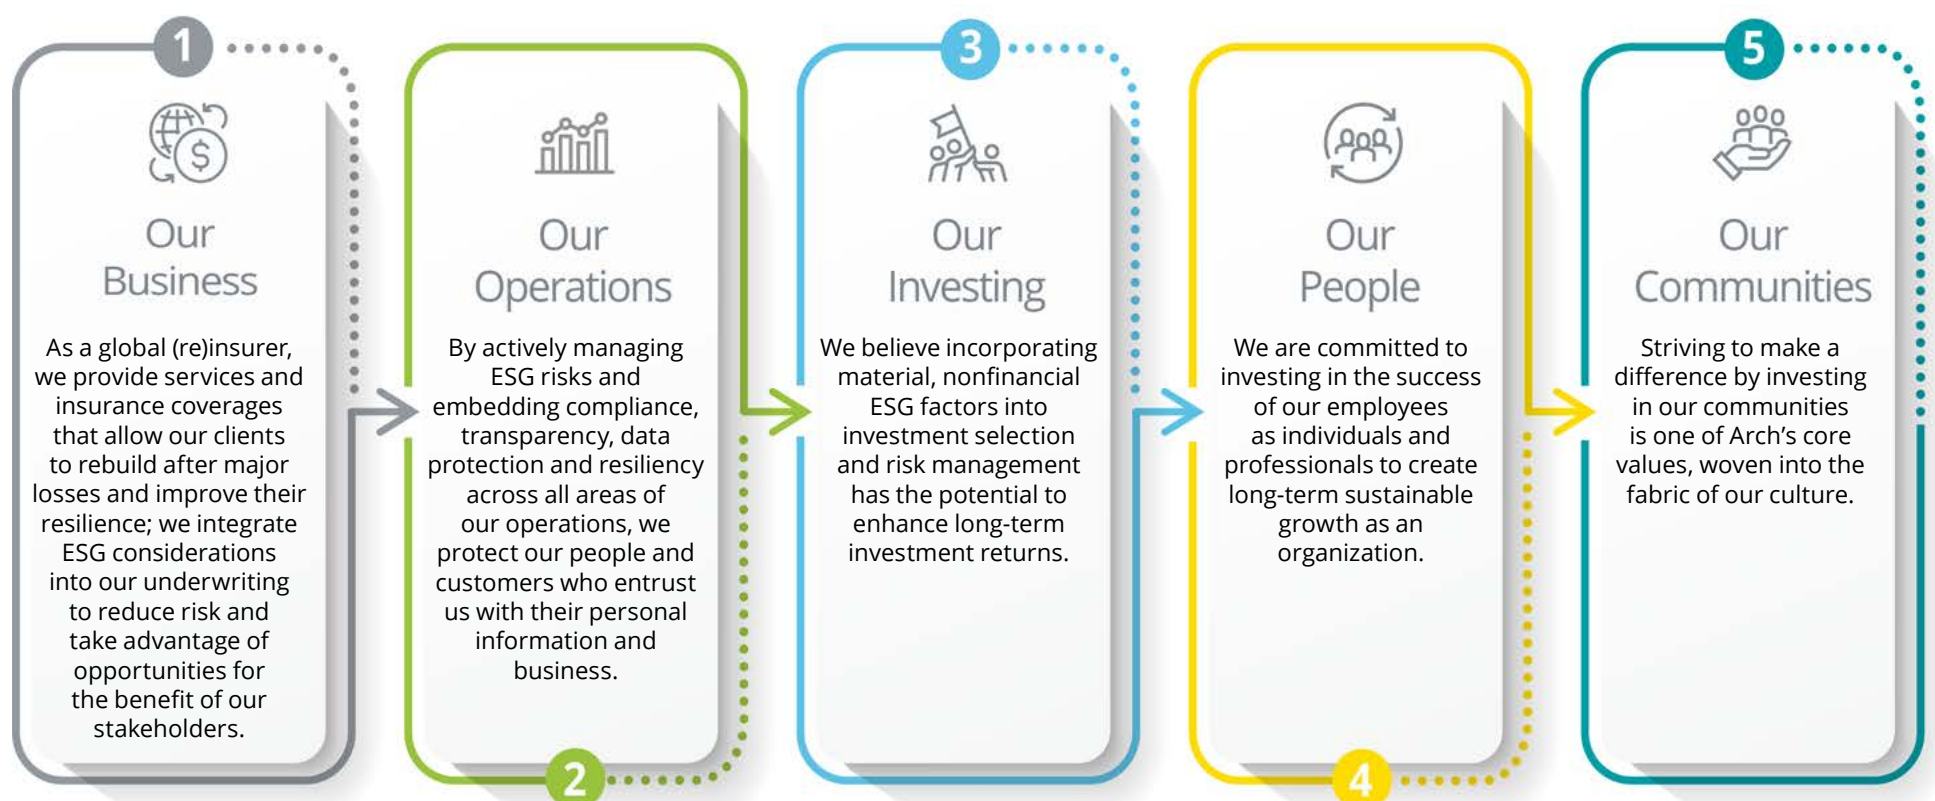 1
Our
Business
As a global (re)insurer,
we provide services and
insurance coverages
that allow our clients
to rebuild after major
losses and improve their
resilience; we integrate
ESG considerations
into our underwriting
to reduce risk and
take advantage of
opportunities for
the benefit of our
stakeholders.
Our
Operations
By actively managing
ESG risks and
embedding compliance,
transparency, data
protection and resiliency
across all areas of
our operations, we
protect our people and
customers who entrust
us with their personal
information and
business.
2
3
Our
Investing
We believe incorporating
material, nonfinancial
ESG factors into
investment selection
and risk management
has the potential to
enhance long-term
investment returns.
Our
People
We are committed to
investing in the success
of our employees
as individuals and
professionals to create
long-term sustainable
growth as an
organization.
4
5
Our
Communities
Striving to make a
difference by investing
in our communities
is one of Arch’s core
values, woven into the
fabric of our culture.